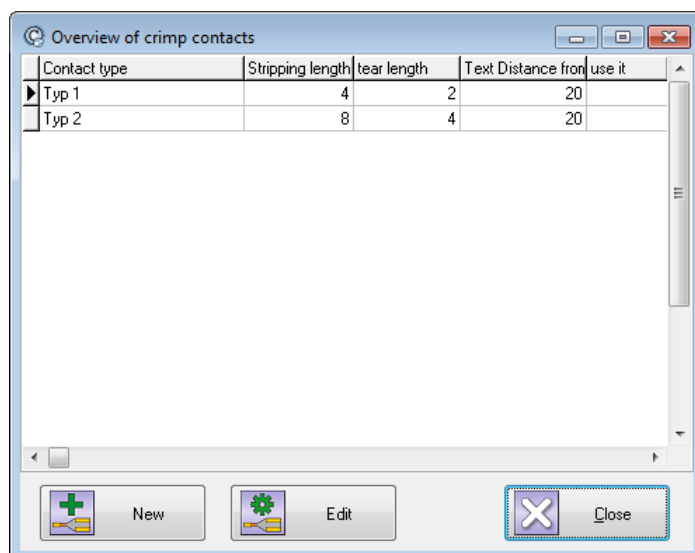 Overview of crimp contacts
Contact type Stripping length tear length Text Distance fron use it
Typ 1 4 2 20
Typ 2 8 4 20
New Edit Close